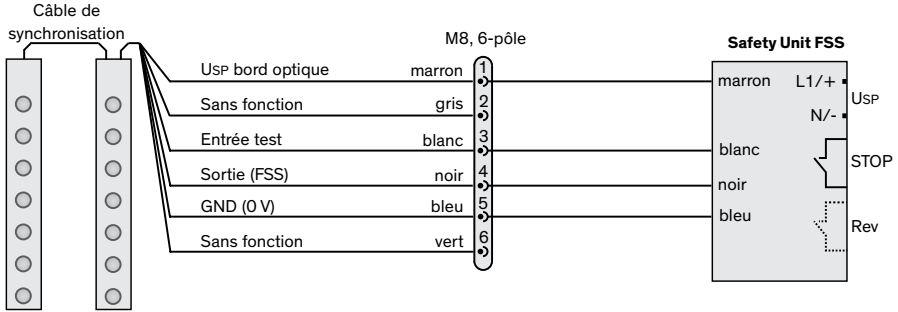 Câble de
synchronisation
M8, 6-pôle
Safety Unit FSS
USP bord optique marron 1 marron L1/+
USP
Sans fonction gris 2 N/-
Entrée test blanc 3 blanc
STOP
Sortie (FSS) noir 4 noir
GND (0 V) bleu 5 bleu
Rev
Sans fonction vert 6